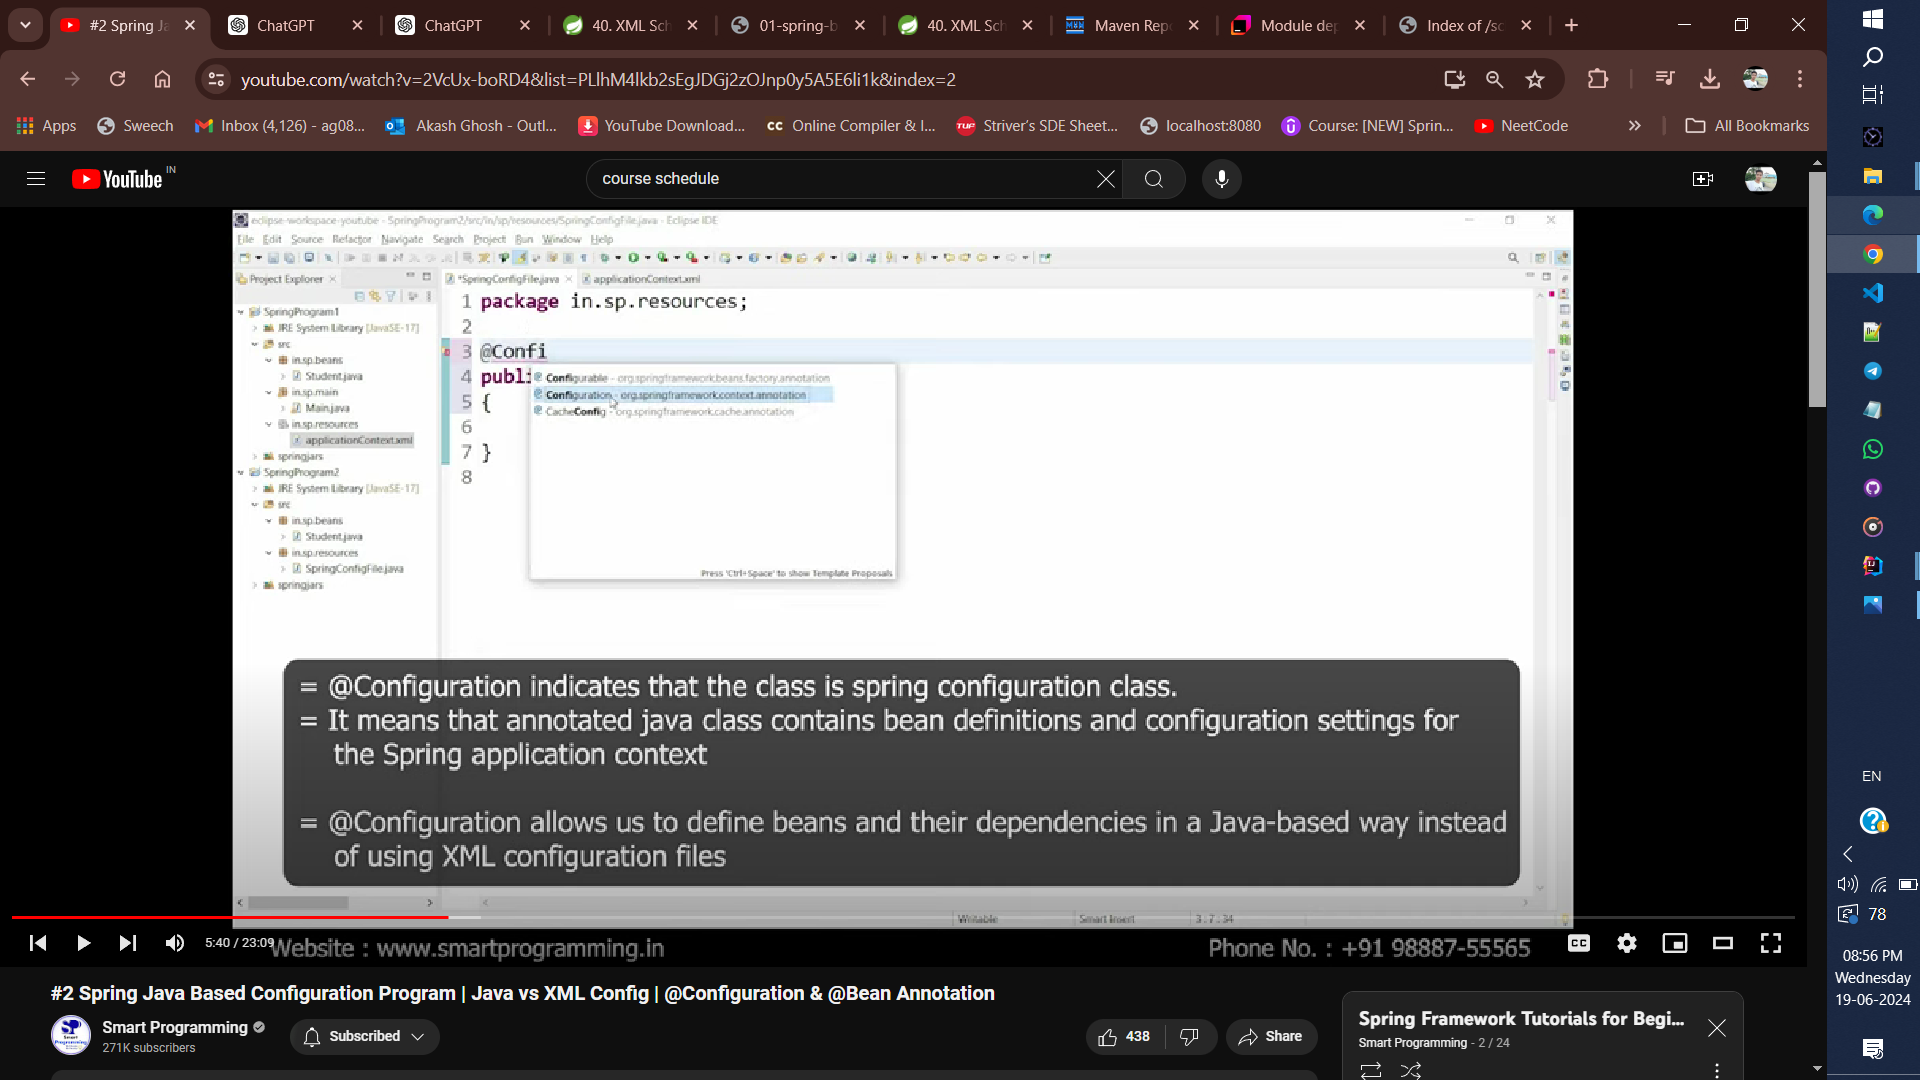 #2 Spring Ja
ChatGPT
ChatGPT
40. XML Sch
01-spring-b
40. XML Sch
Maven Rep
Module dep
Index of /sc
youtube.com/watch?v=2VcUx-boRD4&list=PLlhM4lkb2sEgJDGj2zOJnp0y5A5E6li1k&index=2
Apps
Sweech
Inbox (4,126) - ag08...
Akash Ghosh - Outl...
YouTube Download...
Online Compiler & I...
Striver's SDE Sheet...
localhost:8080
Course: [NEW] Sprin...
NeetCode
All Bookmarks
YouTube IN
course schedule
eclipse-workspace-youtube - SpringProgram2/src/in/sp/resources/SpringConfigFile.java - Eclipse IDE
File Edit Source Refactor Navigate Search Project Run Window Help
Project Explorer
*SpringConfigFile.java
applicationContext.xml
SpringProgram1
JRE System Library [JavaSE-17]
src
in.sp.beans
Student.java
in.sp.main
Main.java
in.sp.resources
applicationContext.xml
springjars
SpringProgram2
JRE System Library [JavaSE-17]
src
in.sp.beans
Student.java
in.sp.resources
SpringConfigFile.java
springjars
1 package in.sp.resources;
2
3 @Confi
4 publi
5 {
6
7 }
8
Configurable - org.springframework.beans.factory.annotation
Configuration - org.springframework.context.annotation
CacheConfig - org.springframework.cache.annotation
Press 'Ctrl+Space' to show Template Proposals
= @Configuration indicates that the class is spring configuration class.
= It means that annotated java class contains bean definitions and configuration settings for
the Spring application context
= @Configuration allows us to define beans and their dependencies in a Java-based way instead
of using XML configuration files
Writable
Smart Insert
3 : 7 : 34
5:40 / 23:09
Website : www.smartprogramming.in
Phone No. : +91 98887-55565
CC
#2 Spring Java Based Configuration Program | Java vs XML Config | @Configuration & @Bean Annotation
SP
Smart Programming
271K subscribers
Subscribed
438
Share
Spring Framework Tutorials for Begi...
Smart Programming - 2 / 24
EN
78
08:56 PM
Wednesday
19-06-2024